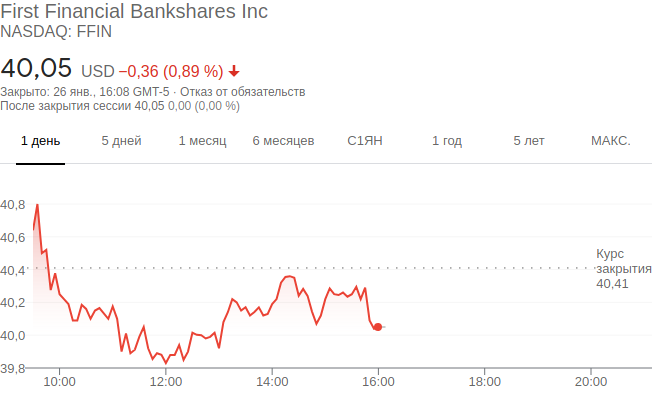 First Financial Bankshares Inc
NASDAQ: FFIN
40,05 USD −0,36 (0,89 %)
Закрыто: 26 янв., 16:08 GMT-5 · Отказ от обязательств
После закрытия сессии 40,05 0,00 (0,00 %)
1 день 5 дней 1 месяц 6 месяцев С1ЯН 1 год 5 лет МАКС.
40,8
40,6
Курс
40,4 закрытия
40,41
40,2
40,0
39,8
10:00 12:00 14:00 16:00 18:00 20:00